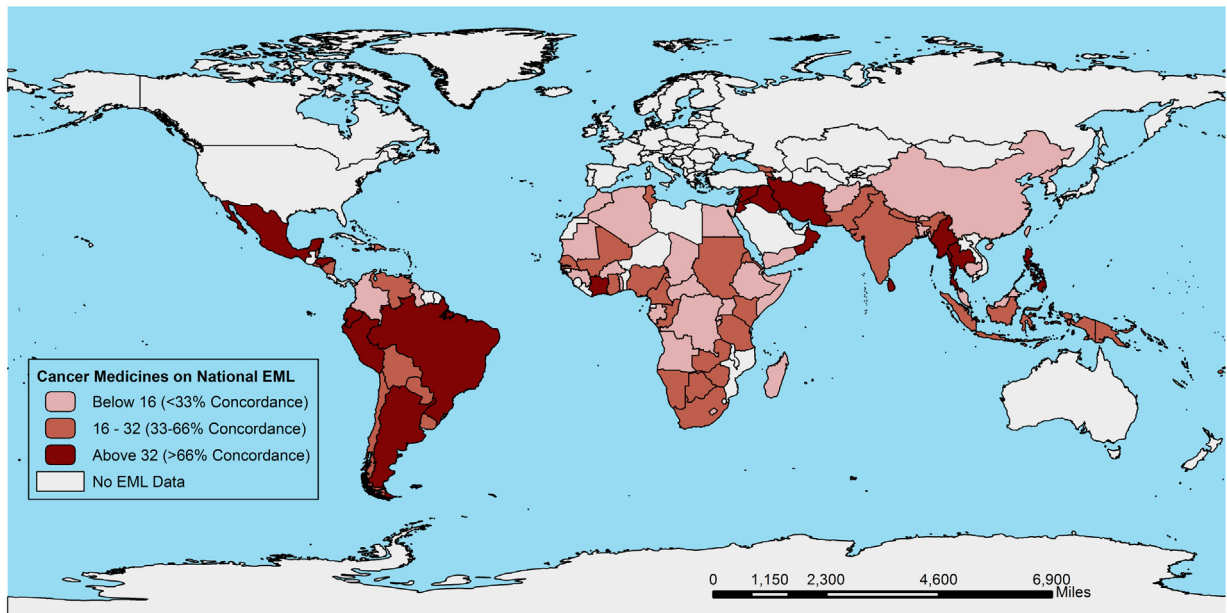 Cancer Medicines on National EML
Below 16 (<33% Concordance)
16 - 32 (33-66% Concordance)
Above 32 (>66% Concordance)
No EML Data
0 1,150 2,300 4,600 6,900
Miles